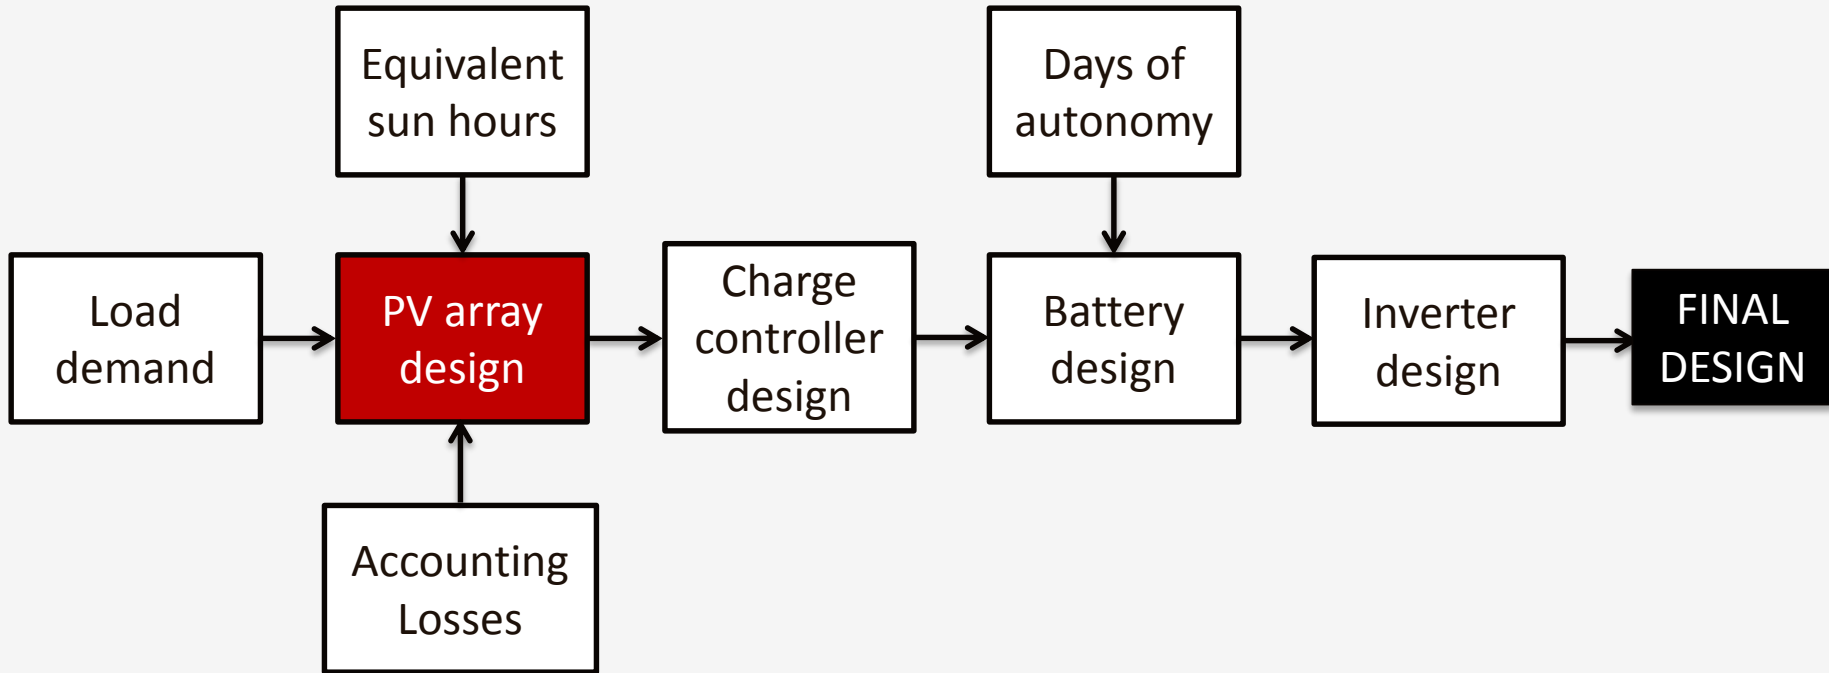 Equivalent
sun hours
Days of
autonomy
Load
demand
PV array
design
Charge
controller
design
Battery
design
Inverter
design
FINAL
DESIGN
Accounting
Losses